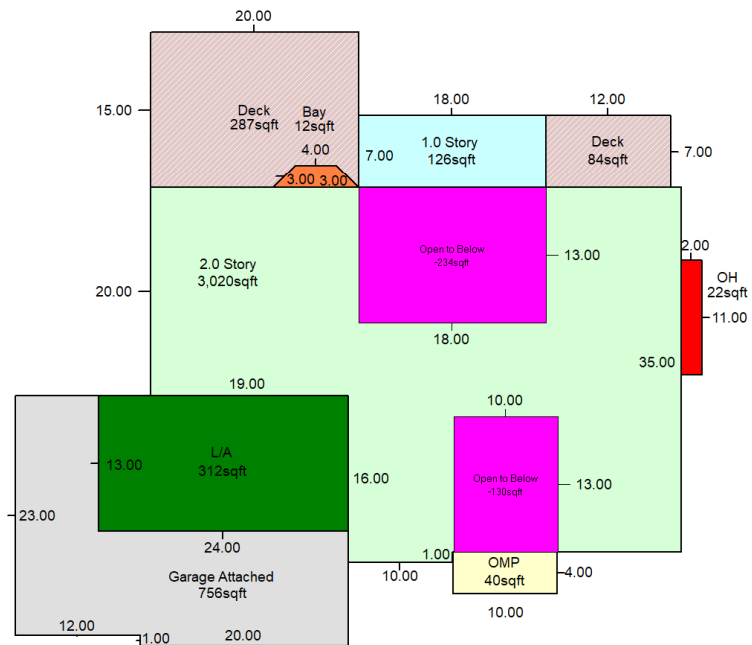 20.00
15.00
Deck
287sqft
Bay
12sqft
4.00
3.00
3.00
18.00
7.00
1.0 Story
126sqft
12.00
Deck
84sqft
7.00
2.0 Story
3,020sqft
20.00
Open to Below
-234sqft
13.00
18.00
2.00
OH
22sqft
11.00
35.00
19.00
L/A
312sqft
13.00
24.00
16.00
23.00
Garage Attached
756sqft
12.00
1.00
20.00
10.00
Open to Below
-130sqft
13.00
1.00
10.00
OMP
40sqft
4.00
10.00